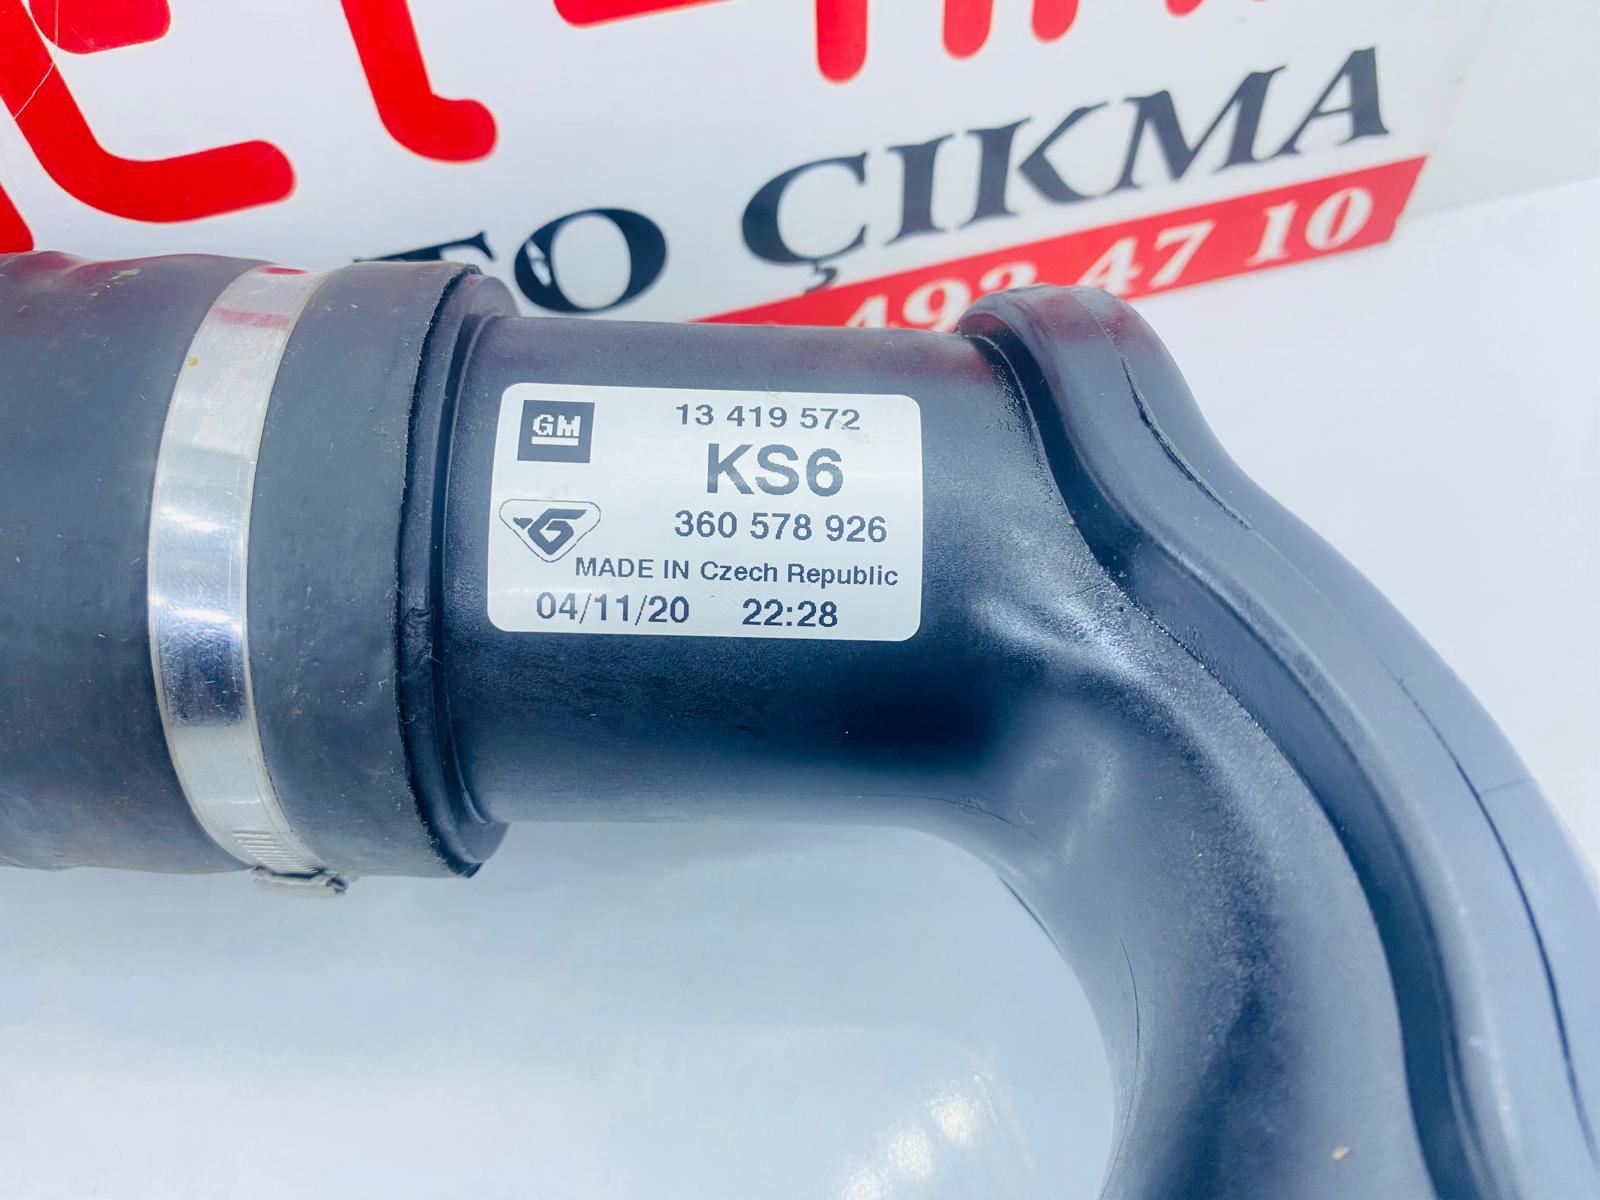 ÇIKMA
492 47 10
GM
13 419 572
KS6
360 578 926
MADE IN Czech Republic
04/11/20 22:28